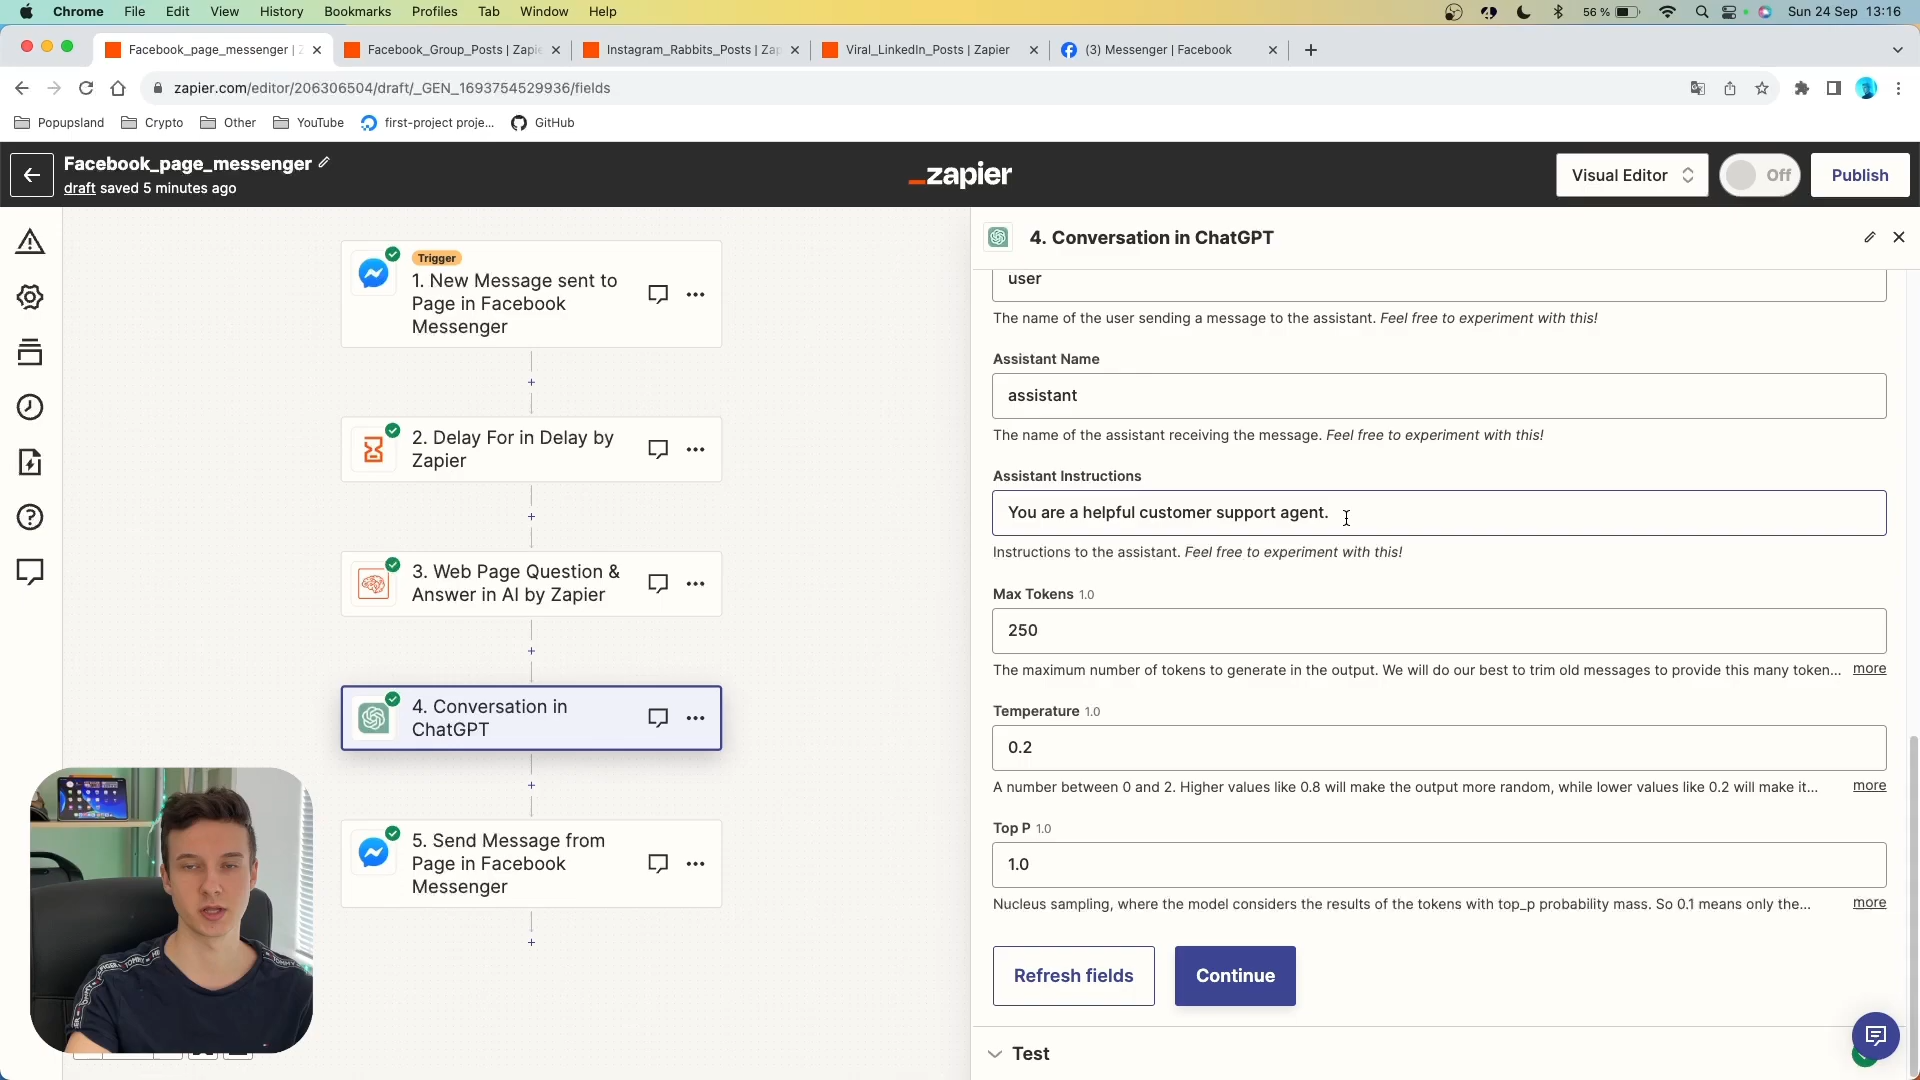 Chrome File Edit View History Bookmarks Profiles Tab Window Help 56 % Sun 24 Sep 13:16
Facebook_page_messenger | Z Facebook_Group_Posts | Zapie Instagram_Rabbits_Posts | Zap Viral_LinkedIn_Posts | Zapier (3) Messenger | Facebook
zapier.com/editor/206306504/draft/_GEN_1693754529936/fields
Popupsland Crypto Other YouTube first-project proje... GitHub
Facebook_page_messenger
draft saved 5 minutes ago
_zapier
Visual Editor
Off
Publish
Trigger
1. New Message sent to
Page in Facebook
Messenger
2. Delay For in Delay by
Zapier
3. Web Page Question &
Answer in AI by Zapier
4. Conversation in
ChatGPT
5. Send Message from
Page in Facebook
Messenger
4. Conversation in ChatGPT
user
The name of the user sending a message to the assistant. Feel free to experiment with this!
Assistant Name
assistant
The name of the assistant receiving the message. Feel free to experiment with this!
Assistant Instructions
You are a helpful customer support agent.
Instructions to the assistant. Feel free to experiment with this!
Max Tokens 1.0
250
The maximum number of tokens to generate in the output. We will do our best to trim old messages to provide this many token... more
Temperature 1.0
0.2
A number between 0 and 2. Higher values like 0.8 will make the output more random, while lower values like 0.2 will make it... more
Top P 1.0
1.0
Nucleus sampling, where the model considers the results of the tokens with top_p probability mass. So 0.1 means only the... more
Refresh fields
Continue
Test